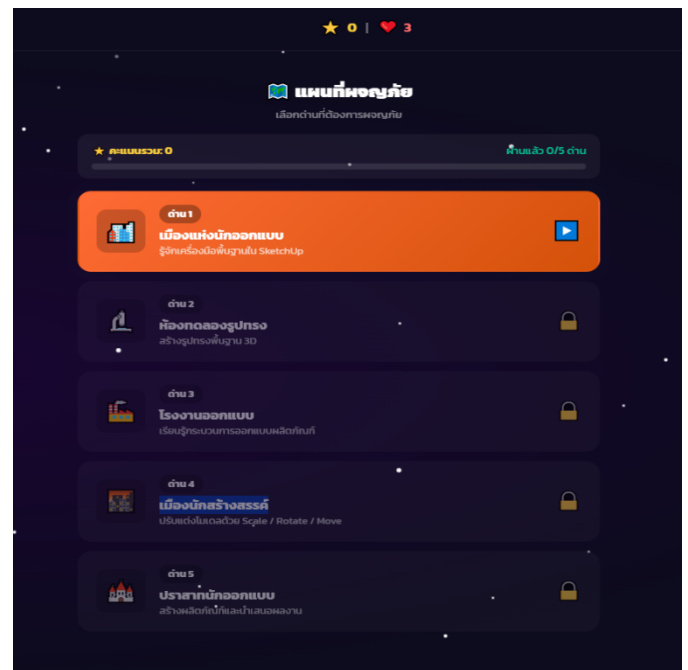 ⭐ 0 | ❤️ 3
🗺️ แผนที่ผจญภัย
เลือกด่านที่ต้องการผจญภัย
⭐ คะแนนรวม: 0
ผ่านแล้ว 0/5 ด่าน
ด่าน 1
เมืองแห่งนักออกแบบ
รู้จักเครื่องมือพื้นฐานใน SketchUp
ด่าน 2
ห้องทดลองรูปทรง
สร้างรูปทรงพื้นฐาน 3D
ด่าน 3
โรงงานออกแบบ
เรียนรู้กระบวนการออกแบบผลิตภัณฑ์
ด่าน 4
เมืองนักสร้างสรรค์
ปรับแต่งโมเดลด้วย Scale / Rotate / Move
ด่าน 5
ปราสาทนักออกแบบ
สร้างผลิตภัณฑ์และนำเสนอผลงาน